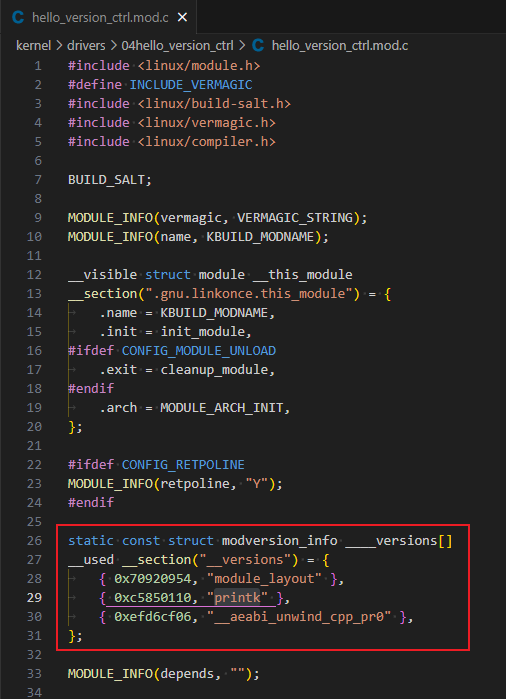 hello_version_ctrl.mod.c
kernel > drivers > 04hello_version_ctrl > C hello_version_ctrl.mod.c
1 #include <linux/module.h>
2 #define INCLUDE_VERMAGIC
3 #include <linux/build-salt.h>
4 #include <linux/vermagic.h>
5 #include <linux/compiler.h>
6
7 BUILD_SALT;
8
9 MODULE_INFO(vermagic, VERMAGIC_STRING);
10 MODULE_INFO(name, KBUILD_MODNAME);
11
12 __visible struct module __this_module
13 __section(".gnu.linkonce.this_module") = {
14 .name = KBUILD_MODNAME,
15 .init = init_module,
16 #ifdef CONFIG_MODULE_UNLOAD
17 .exit = cleanup_module,
18 #endif
19 .arch = MODULE_ARCH_INIT,
20 };
21
22 #ifdef CONFIG_RETPOLINE
23 MODULE_INFO(retpoline, "Y");
24 #endif
25
26 static const struct modversion_info ____versions[]
27 __used __section("__versions") = {
28 { 0x70920954, "module_layout" },
29 { 0xc5850110, "printk" },
30 { 0xefd6cf06, "__aeabi_unwind_cpp_pr0" },
31 };
32
33 MODULE_INFO(depends, "");
34